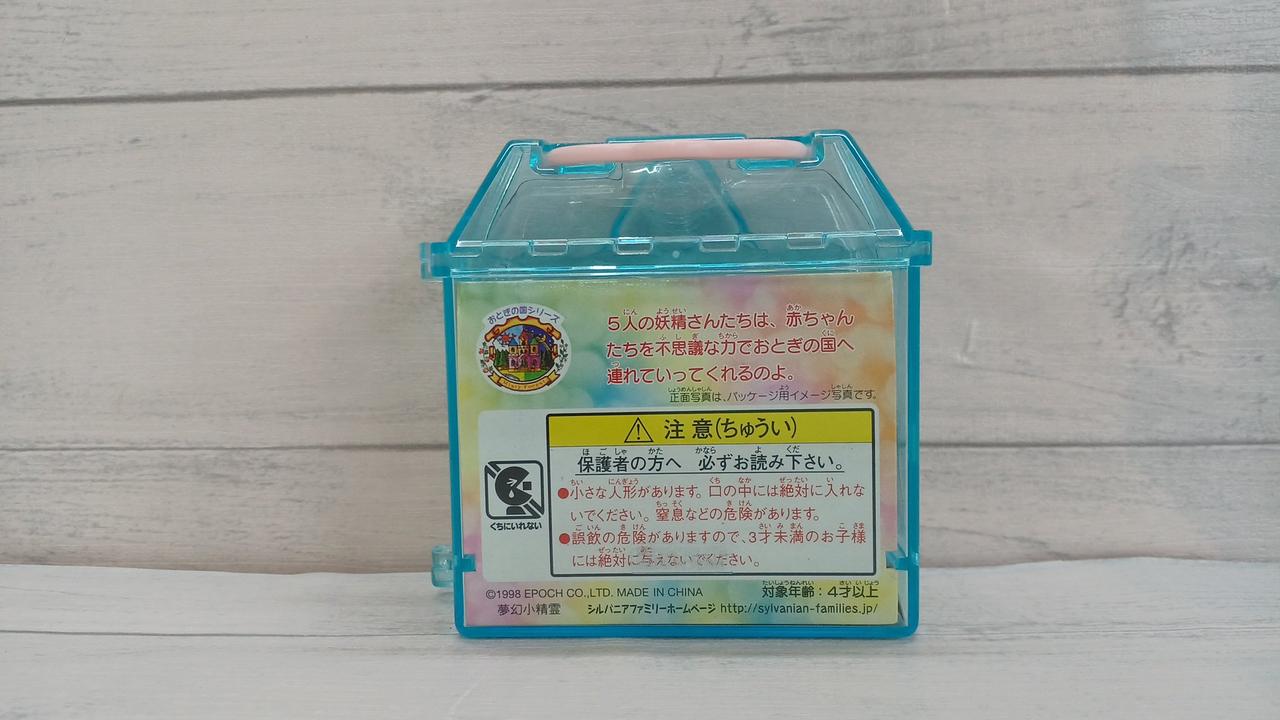 おとぎの国シリーズ
5人の妖精さんたちは、赤ちゃん
たちを不思議な力でおとぎの国へ
連れていってくれるのよ。
正面写真は、パッケージ用イメージ写真です。
注意(ちゅうい)
保護者の方へ 必ずお読み下さい。
●小さな人形があります。口の中には絶対に入れな
いでください。窒息などの危険があります。
●誤飲の危険がありますので、3才未満のお子様
には絶対に与えないでください。
くちにいれない
©1998 EPOCH CO.,LTD. MADE IN CHINA
対象年齢：4才以上
夢幻小精霊
シルバニアファミリーホームページ http://sylvanian-families.jp/